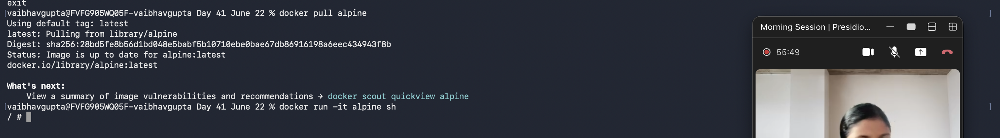 exit
[vaibhavgupta@FVFG905WQ05F-vaibhavgupta Day 41 June 22 % docker pull alpine ]
Using default tag: latest
latest: Pulling from library/alpine
Digest: sha256:28bd5fe8b56d1bd048e5babf5b10710ebe0bae67db86916198a6eec434943f8b
Status: Image is up to date for alpine:latest
docker.io/library/alpine:latest
What's next:
View a summary of image vulnerabilities and recommendations → docker scout quickview alpine
[vaibhavgupta@FVFG905WQ05F-vaibhavgupta Day 41 June 22 % docker run -it alpine sh ]
/ #
Morning Session | Presidio...
55:49